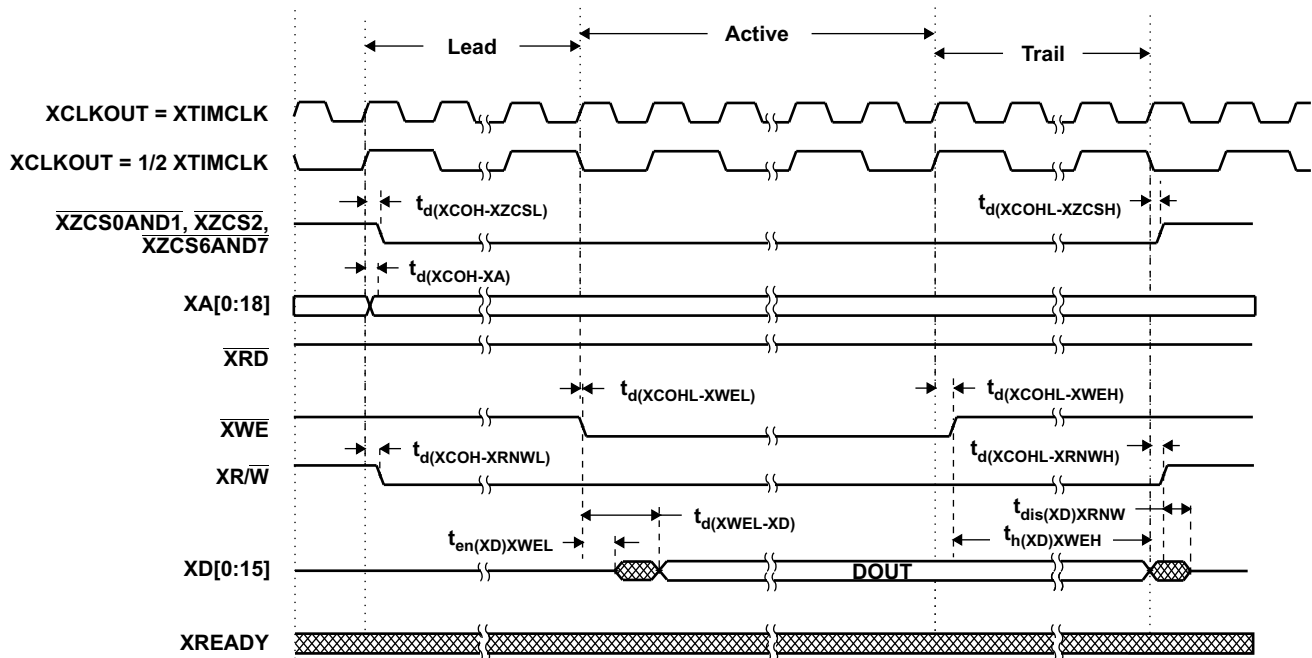 Lead
Active
Trail
XCLKOUT = XTIMCLK
XCLKOUT = 1/2 XTIMCLK
td(XCOH-XZCSL)
td(XCOHL-XZCSH)
XZCS0AND1, XZCS2,
XZCS6AND7
td(XCOH-XA)
XA[0:18]
XRD
td(XCOHL-XWEL)
td(XCOHL-XWEH)
XWE
td(XCOH-XRNWL)
td(XCOHL-XRNWH)
XR/W
td(XWEL-XD)
tdis(XD)XRNW
ten(XD)XWEL
th(XD)XWEH
XD[0:15]
DOUT
XREADY